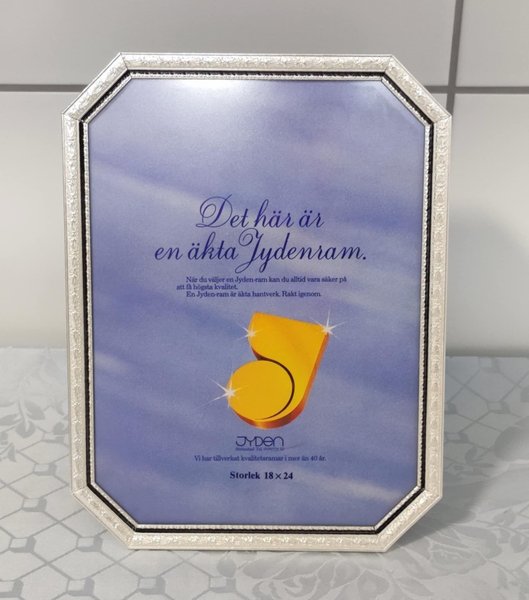 Det här är
en äkta Jydenram.
När du väljer en Jyden-ram kan du alltid vara säker på
att få högsta kvalitet.
En Jyden-ram är äkta hantverk. Rakt igenom.
JYDEN
Vi har tillverkat kvalitetsramar i mer än 40 år.
Storlek 18 × 24